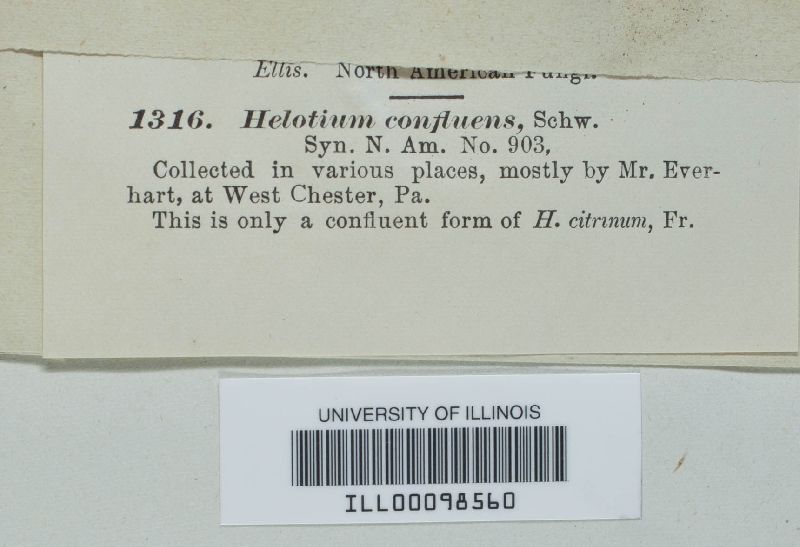 Ellis. North American Fungi.
1316. Helotium confluens, Schw.
Syn. N. Am. No. 903.
Collected in various places, mostly by Mr. Ever-
hart, at West Chester, Pa.
This is only a confluent form of H. citrinum, Fr.
UNIVERSITY OF ILLINOIS
ILL00098560